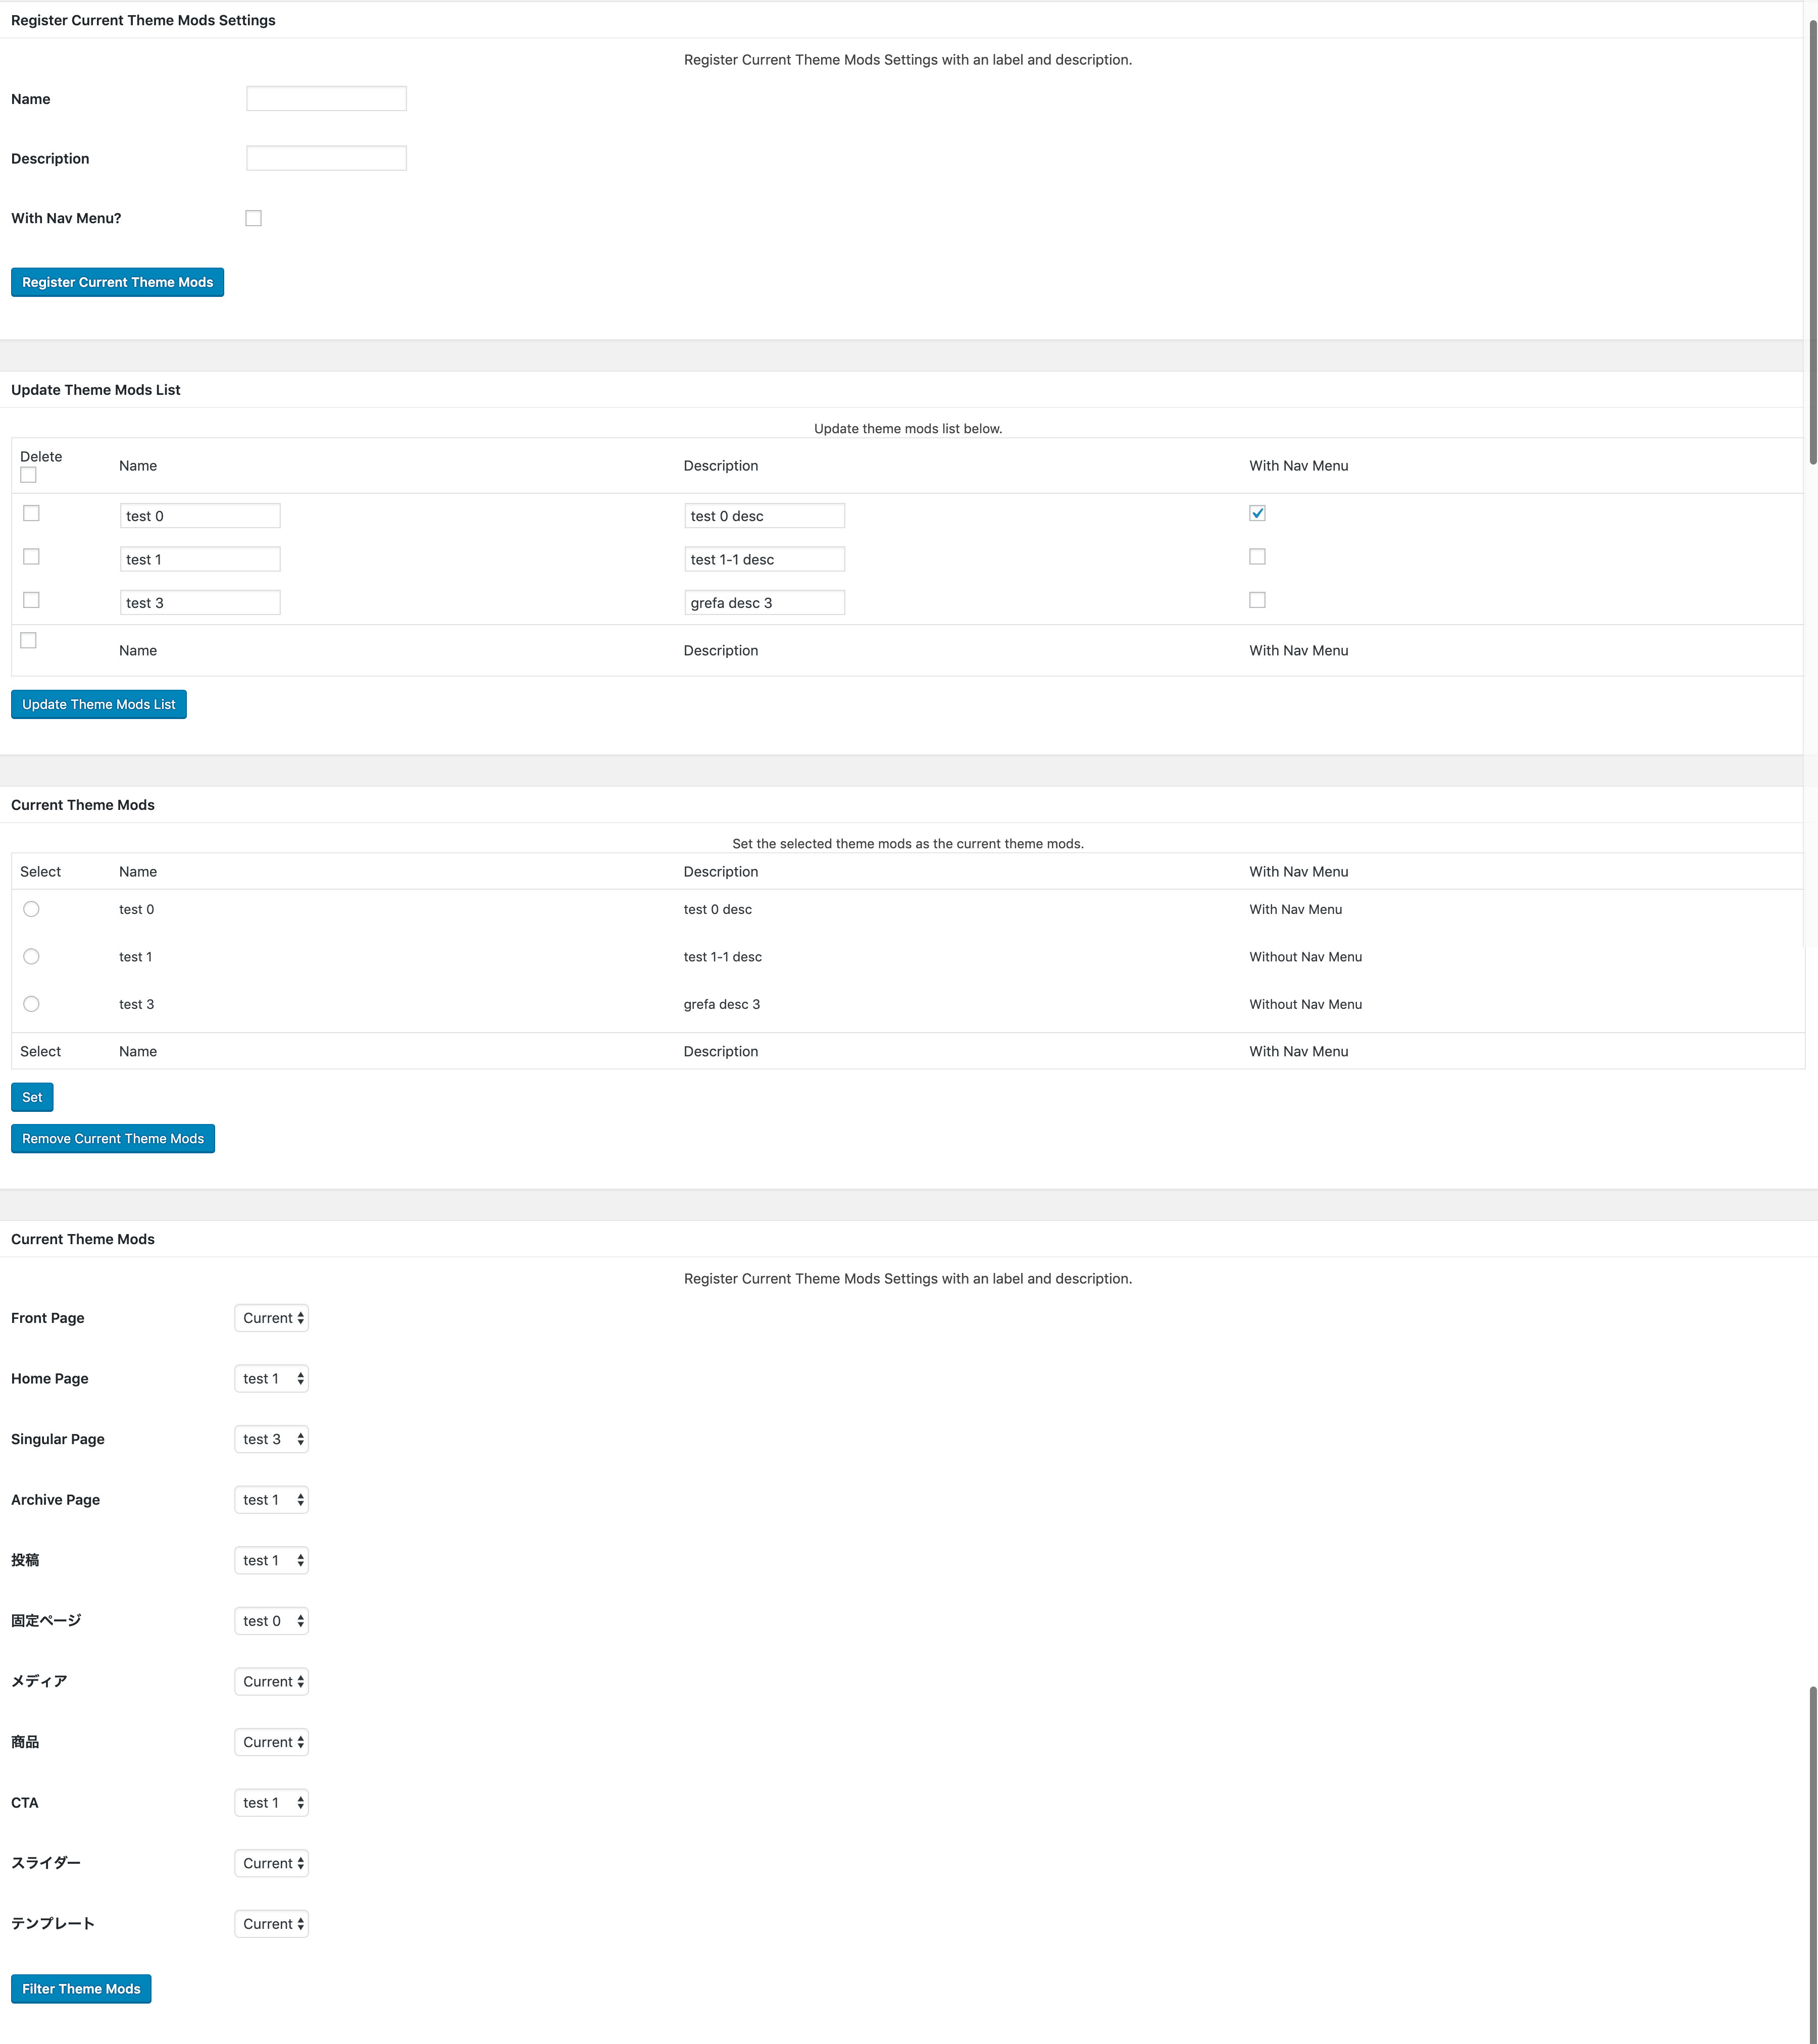 Register Current Theme Mods Settings
Register Current Theme Mods Settings with an label and description.
Name
Description
With Nav Menu?
Register Current Theme Mods
Update Theme Mods List
Update theme mods list below.
Delete Name Description With Nav Menu
test 0 test 0 desc
test 1 test 1-1 desc
test 3 grefa desc 3
Name Description With Nav Menu
Update Theme Mods List
Current Theme Mods
Set the selected theme mods as the current theme mods.
Select Name Description With Nav Menu
test 0 test 0 desc With Nav Menu
test 1 test 1-1 desc Without Nav Menu
test 3 grefa desc 3 Without Nav Menu
Select Name Description With Nav Menu
Set
Remove Current Theme Mods
Current Theme Mods
Register Current Theme Mods Settings with an label and description.
Front Page Current
Home Page test 1
Singular Page test 3
Archive Page test 1
投稿 test 1
固定ページ test 0
メディア Current
商品 Current
CTA test 1
スライダー Current
テンプレート Current
Filter Theme Mods